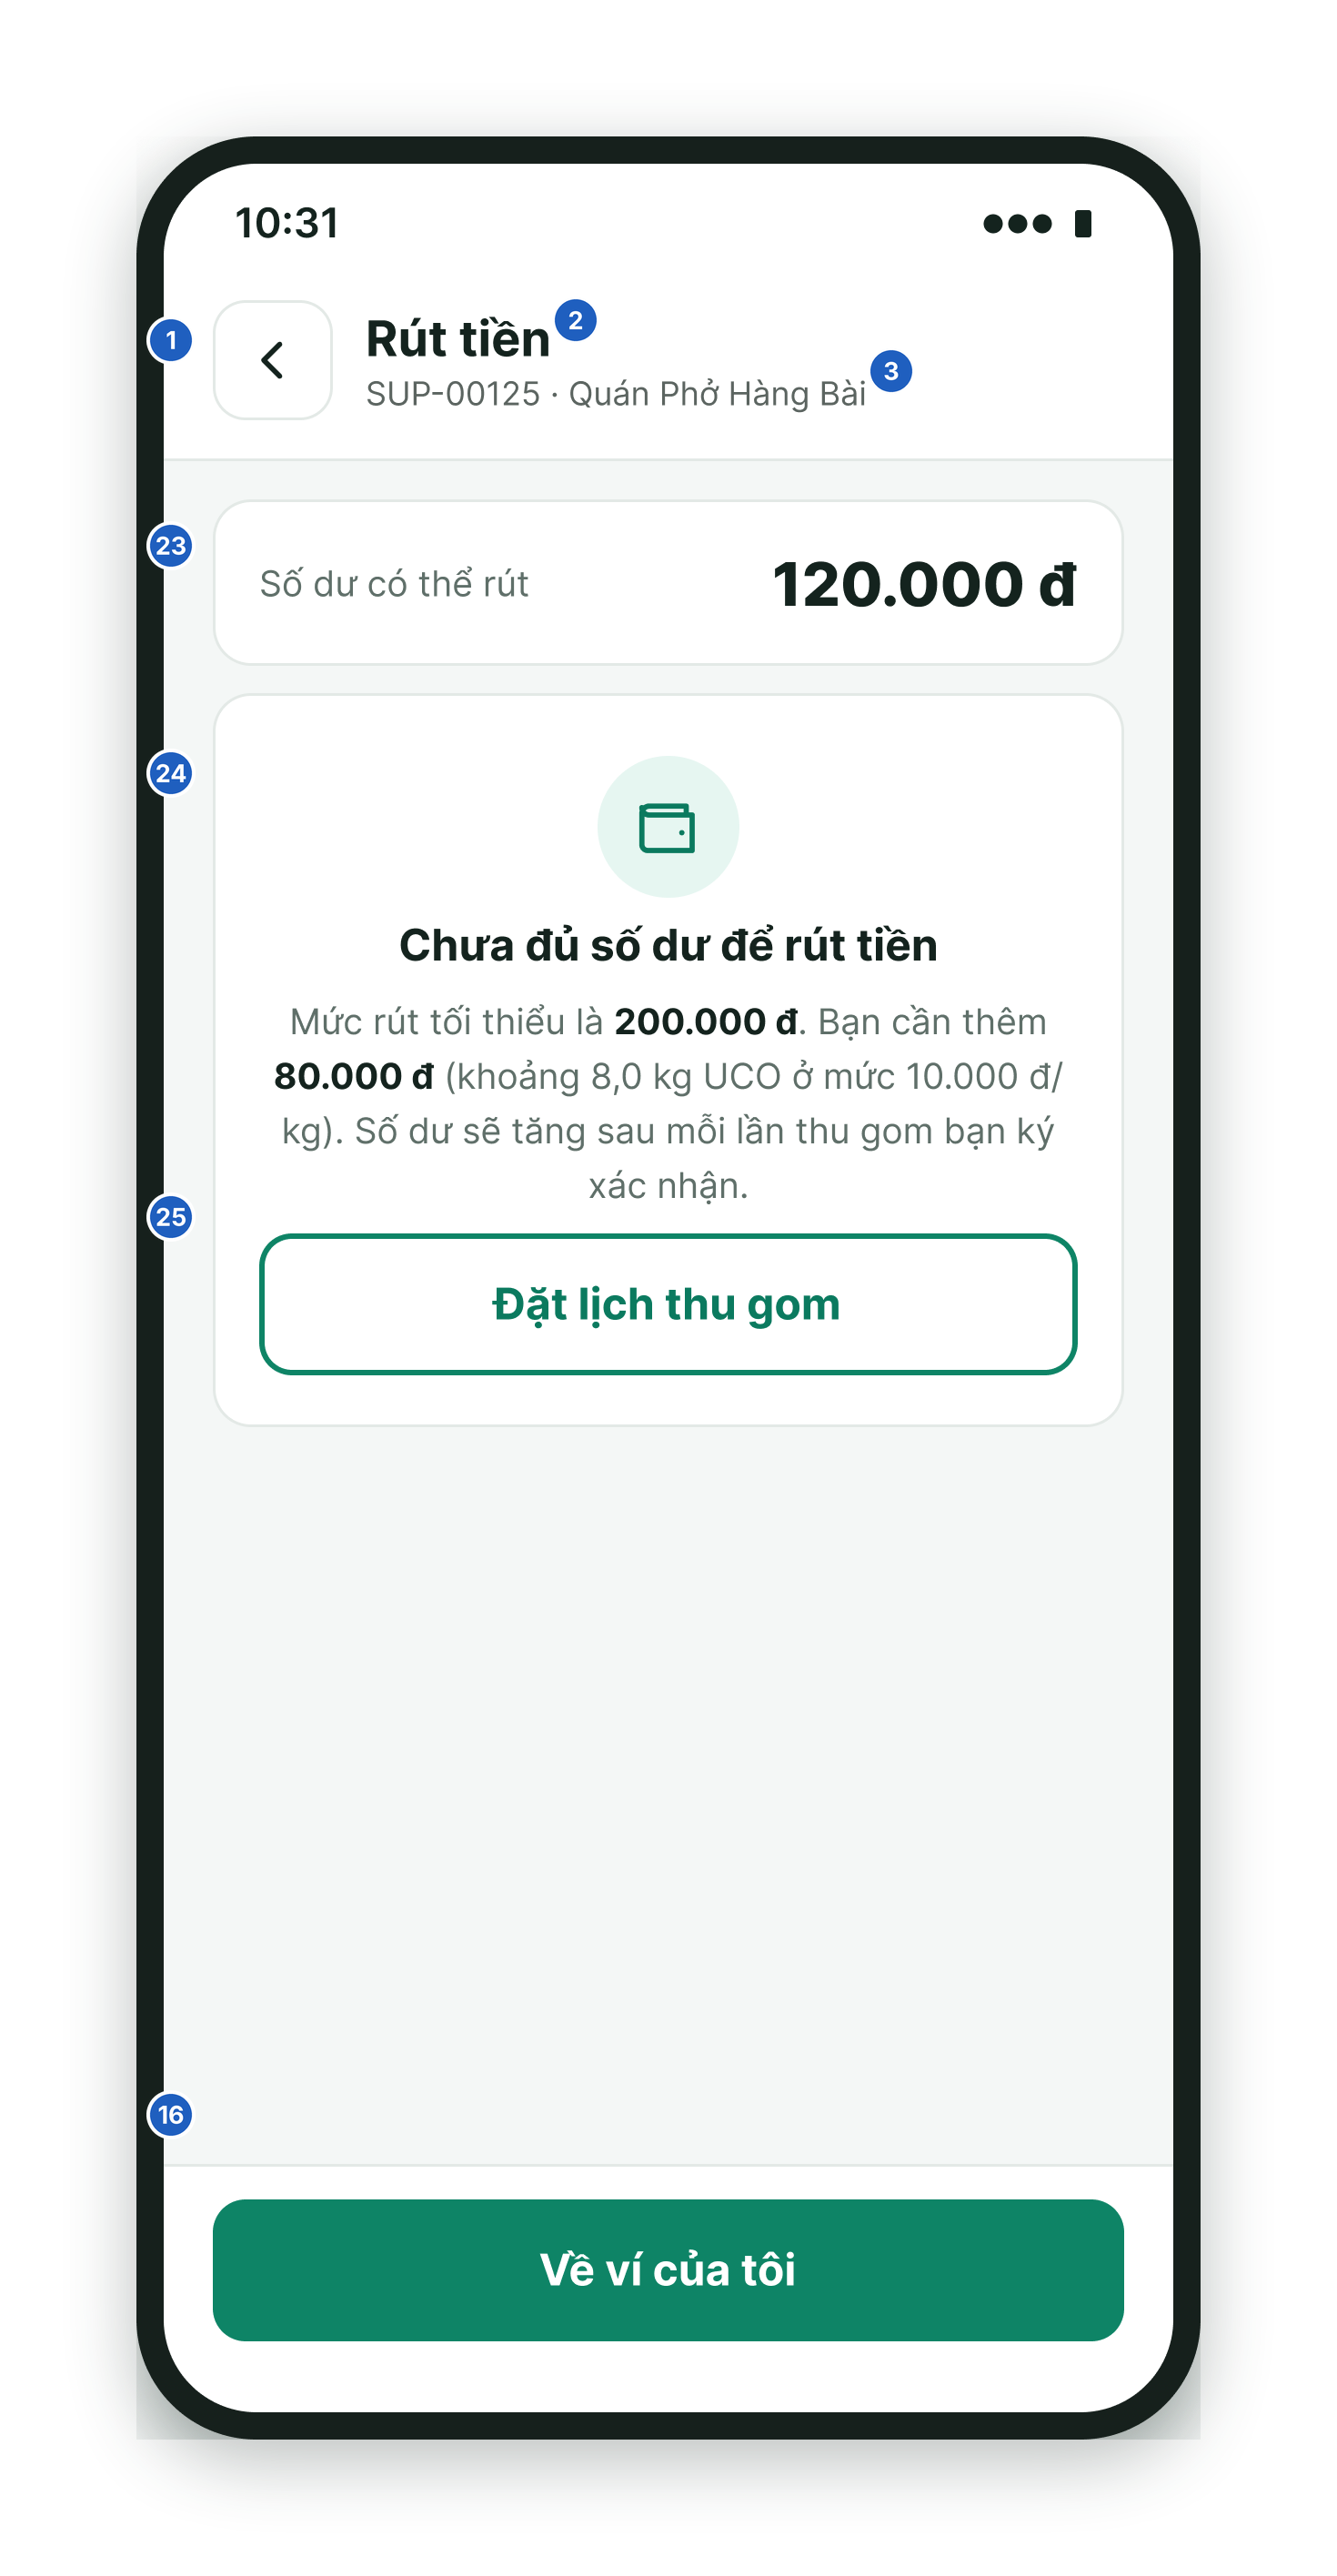 10:31
1
Rút tiền 2
SUP-00125 · Quán Phở Hàng Bài 3
23
Số dư có thể rút 120.000 đ
24
Chưa đủ số dư để rút tiền
Mức rút tối thiểu là 200.000 đ. Bạn cần thêm
80.000 đ (khoảng 8,0 kg UCO ở mức 10.000 đ/
kg). Số dư sẽ tăng sau mỗi lần thu gom bạn ký
xác nhận.
25
Đặt lịch thu gom
16
Về ví của tôi